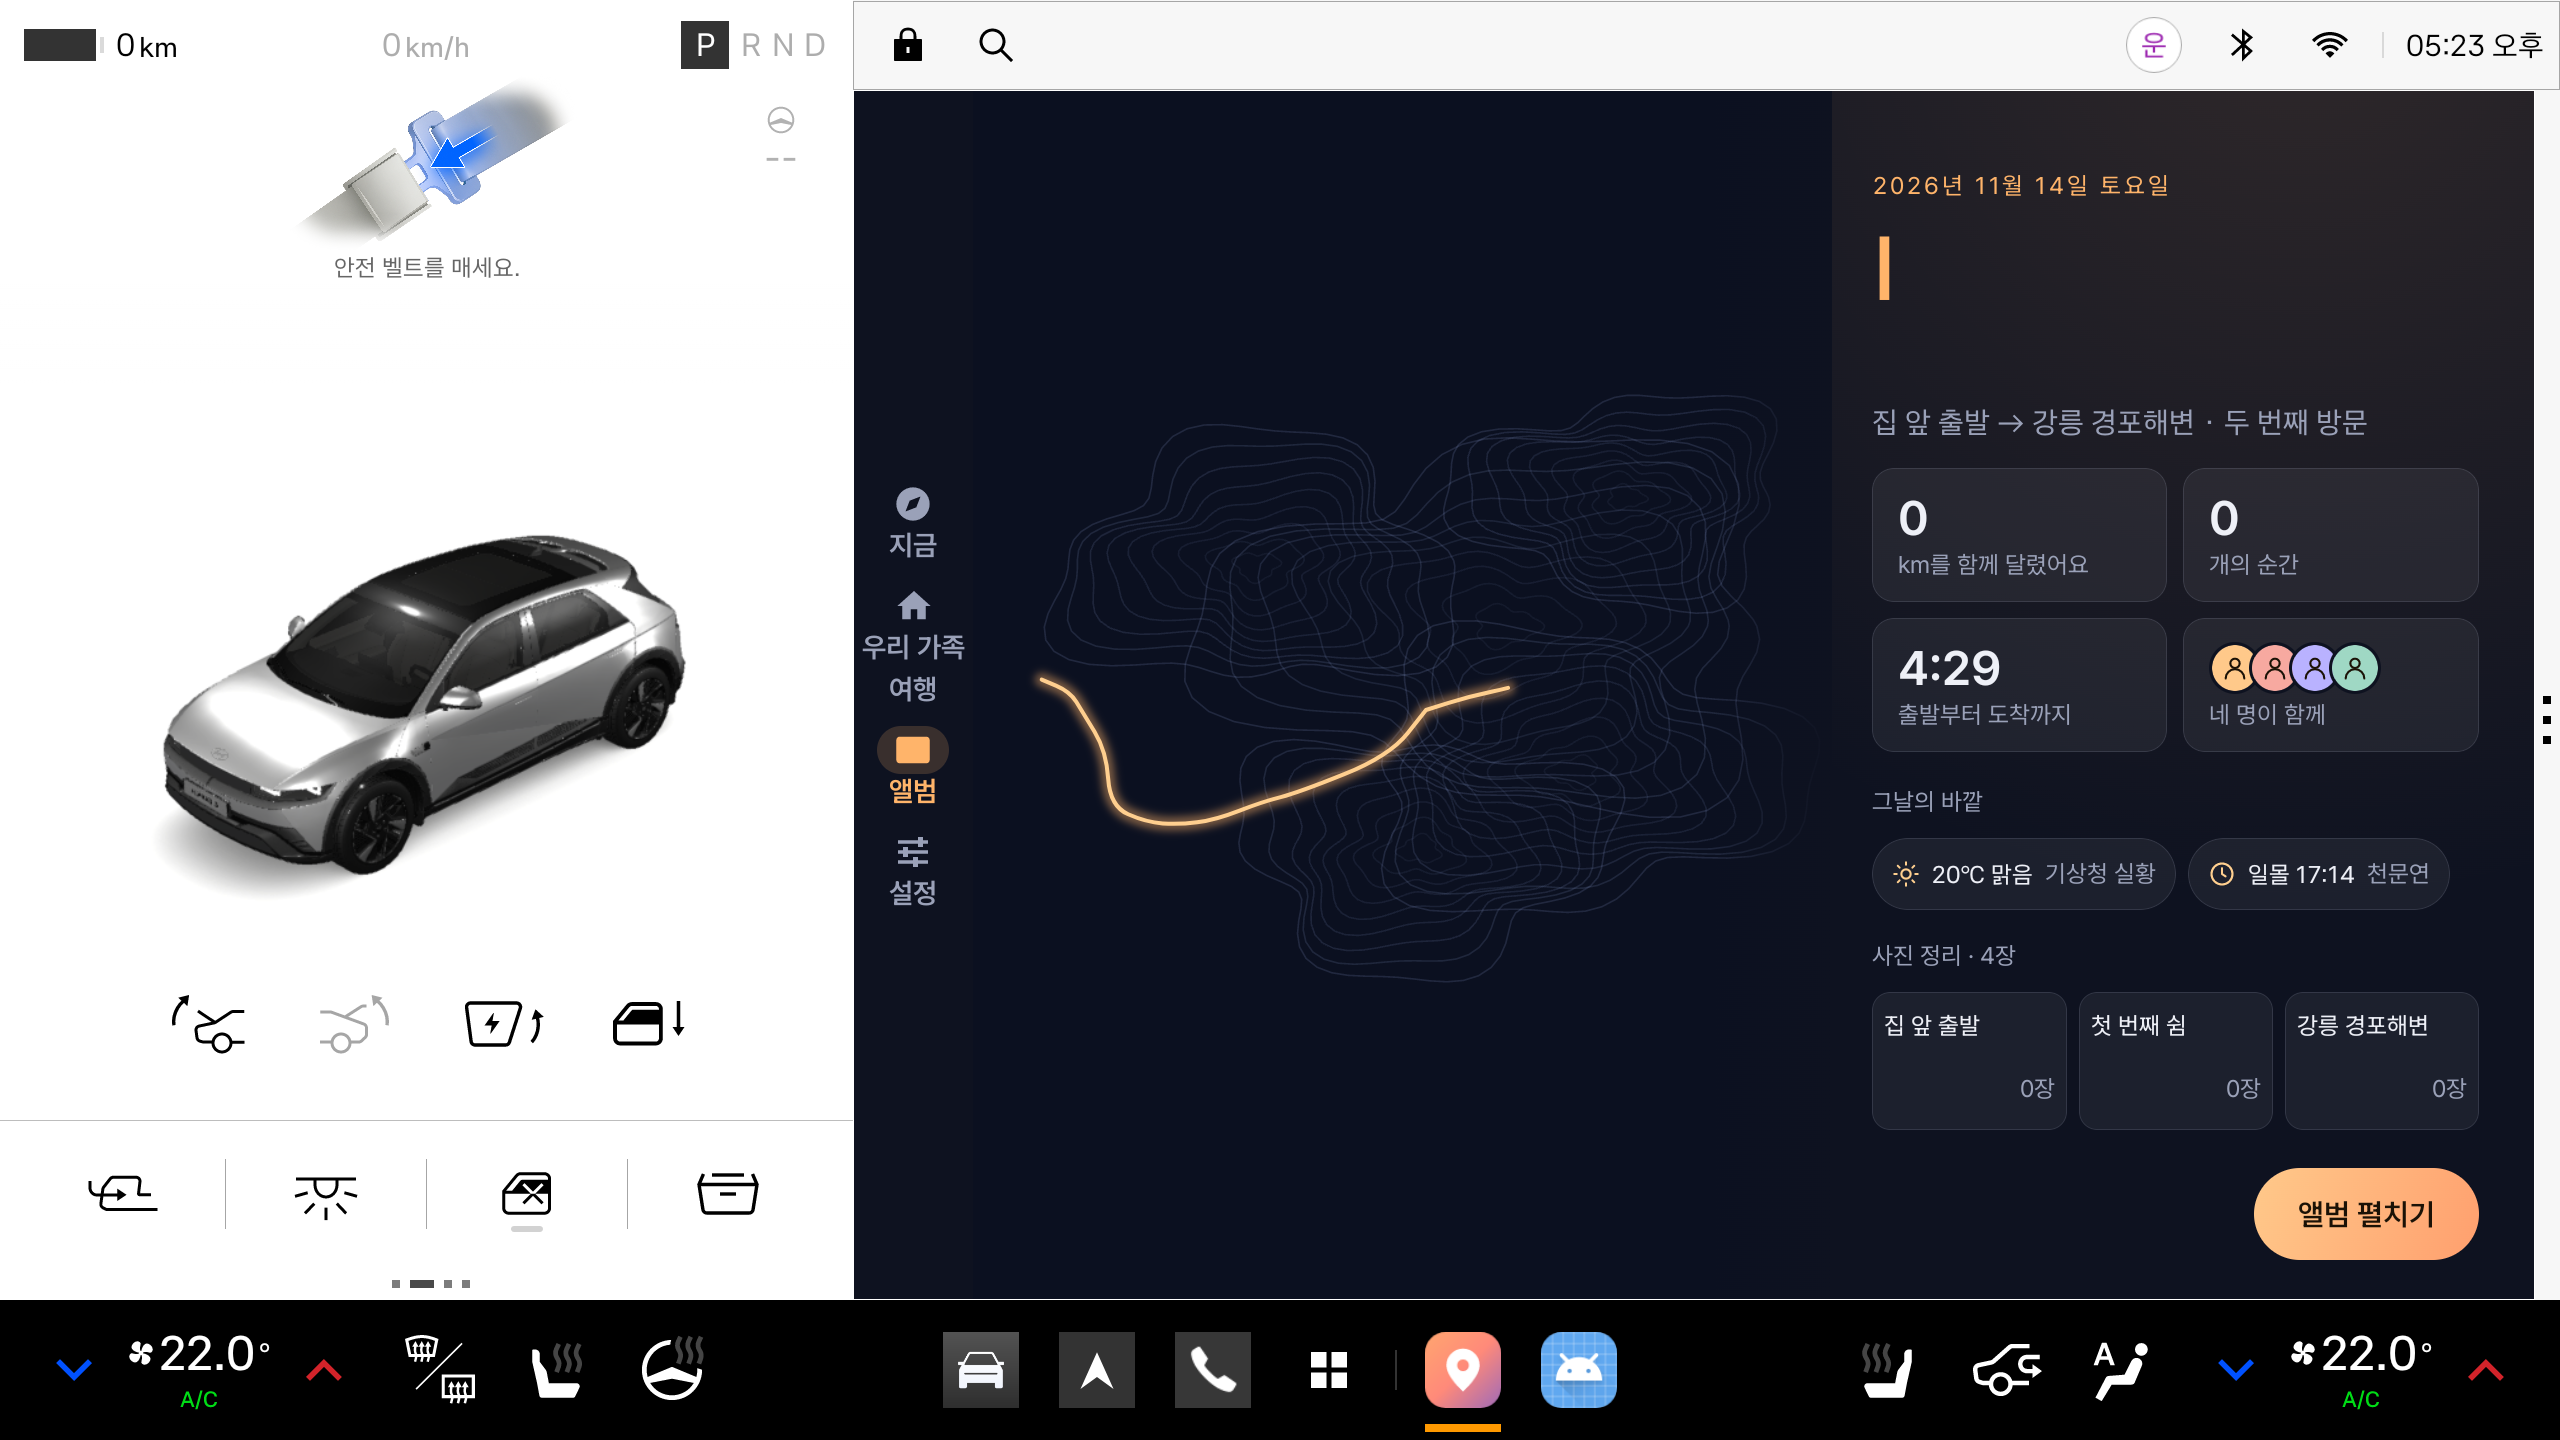 0 km
0 km/h
P R N D
안전 벨트를 매세요.
운
05:23 오후
지금
우리 가족
여행
앨범
설정
2026년 11월 14일 토요일
집 앞 출발 → 강릉 경포해변 · 두 번째 방문
0
km를 함께 달렸어요
0
개의 순간
4:29
출발부터 도착까지
네 명이 함께
그날의 바깥
20℃ 맑음 기상청 실황
일몰 17:14 천문연
사진 정리 · 4장
집 앞 출발
0장
첫 번째 쉼
0장
강릉 경포해변
0장
앨범 펼치기
22.0°
A/C
A
22.0°
A/C